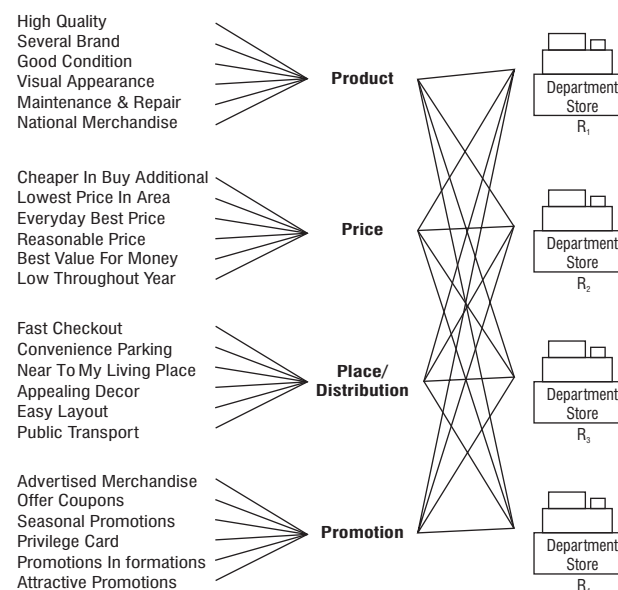 High Quality
Several Brand
Good Condition
Visual Appearance
Maintenance & Repair
National Merchandise
Product
Department
Store
R₁
Cheaper In Buy Additional
Lowest Price In Area
Everyday Best Price
Reasonable Price
Best Value For Money
Low Throughout Year
Price
Department
Store
R₂
Fast Checkout
Convenience Parking
Near To My Living Place
Appealing Decor
Easy Layout
Public Transport
Place/
Distribution
Department
Store
R₃
Advertised Merchandise
Offer Coupons
Seasonal Promotions
Privilege Card
Promotions In formations
Attractive Promotions
Promotion
Department
Store
R